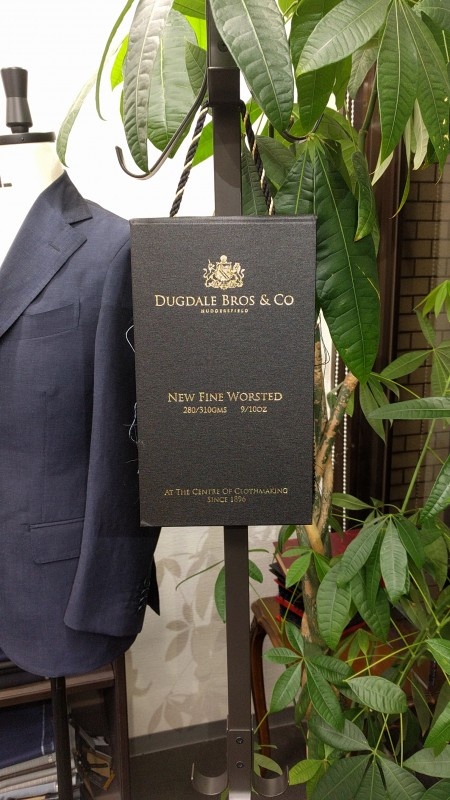 DUGDALE BROS & CO
HUDDERSFIELD
NEW FINE WORSTED
280/310GMS 9/10OZ
AT THE CENTRE OF CLOTHMAKING
SINCE 1896